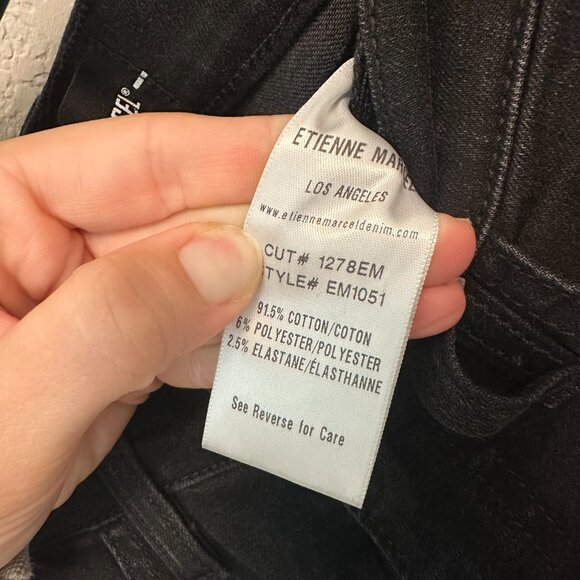 ETIENNE MARCEL
LOS ANGELES
www.etiennemarceldenim.com
CUT# 1278EM
STYLE# EM1051
91.5% COTTON/COTON
6% POLYESTER/POLYESTER
2.5% ELASTANE/ÉLASTHANNE
See Reverse for Care